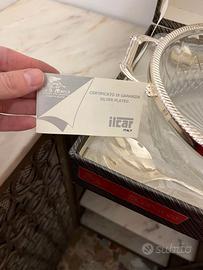 CERTIFICATO DI GARANZIA
SILVER PLATED
ilcar
ITALY
Subito